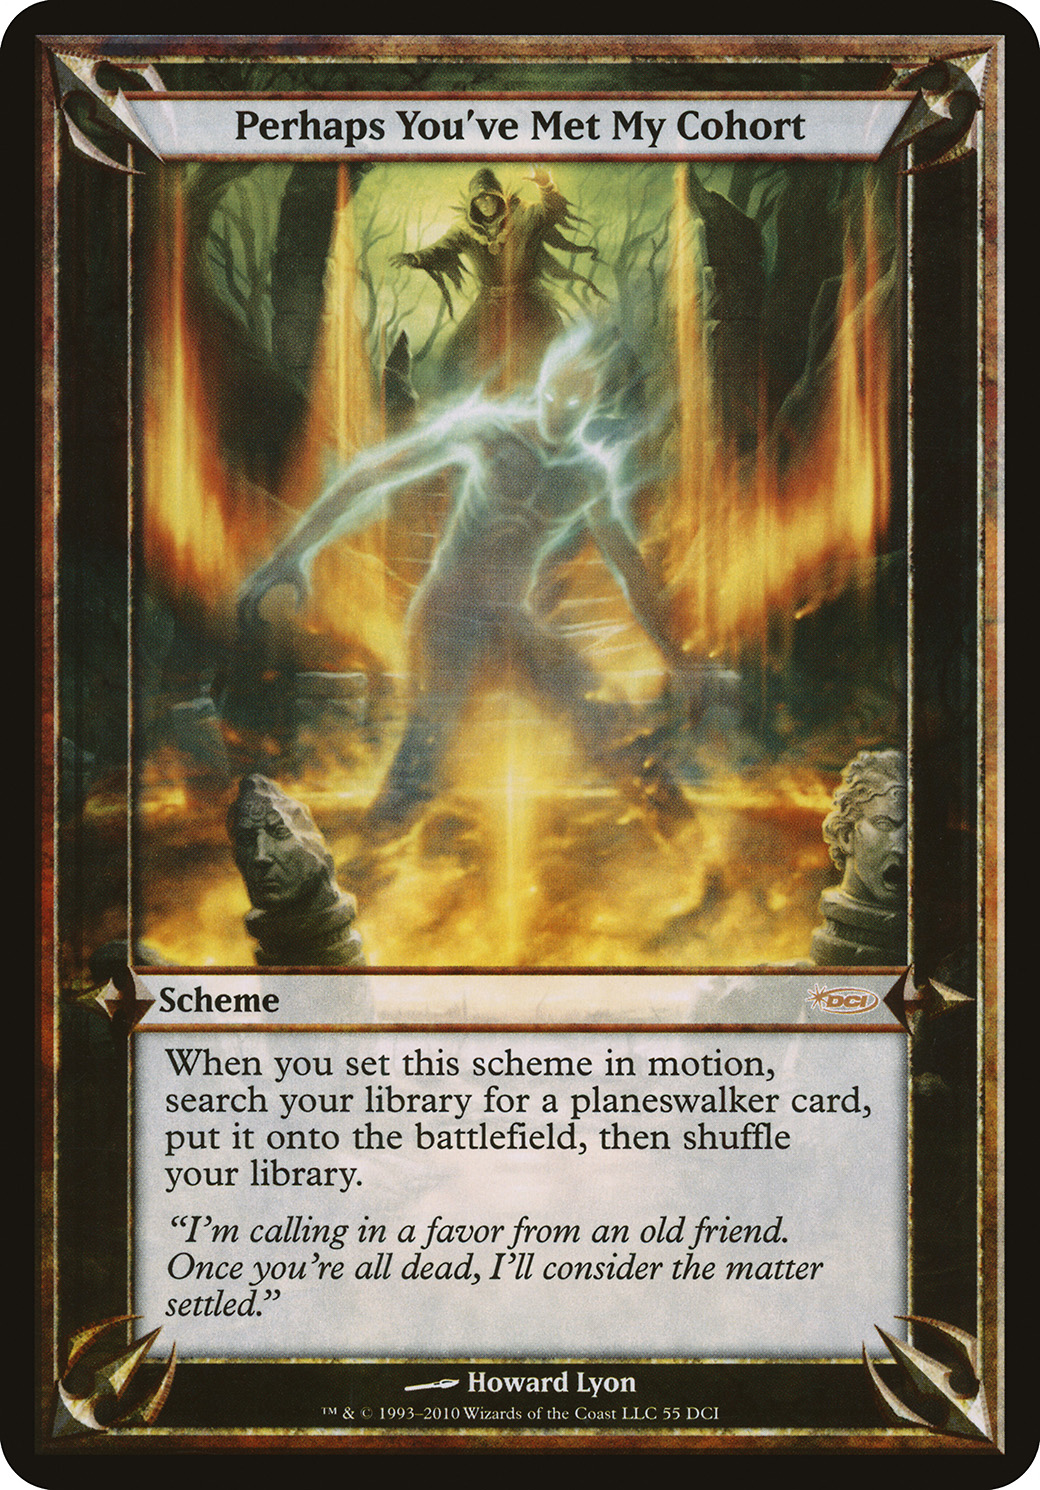 Perhaps You've Met My Cohort
Scheme
DCI
When you set this scheme in motion,
search your library for a planeswalker card,
put it onto the battlefield, then shuffle
your library.
“I’m calling in a favor from an old friend.
Once you’re all dead, I’ll consider the matter
settled.”
Howard Lyon
™ & © 1993–2010 Wizards of the Coast LLC 55 DCI